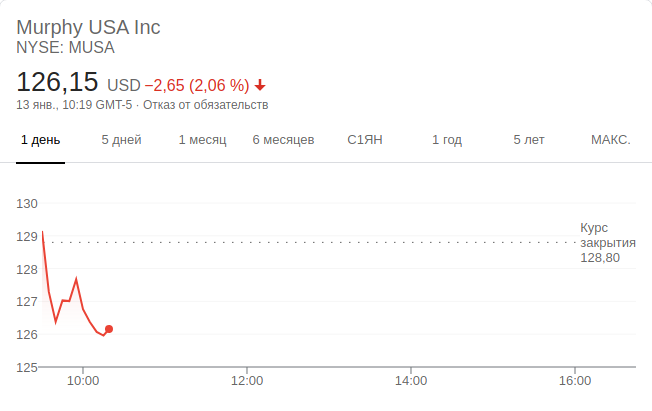 Murphy USA Inc
NYSE: MUSA
126,15 USD −2,65 (2,06 %)
13 янв., 10:19 GMT-5 · Отказ от обязательств
1 день 5 дней 1 месяц 6 месяцев С1ЯН 1 год 5 лет МАКС.
130
129
128
127
126
125
Курс
закрытия
128,80
10:00 12:00 14:00 16:00